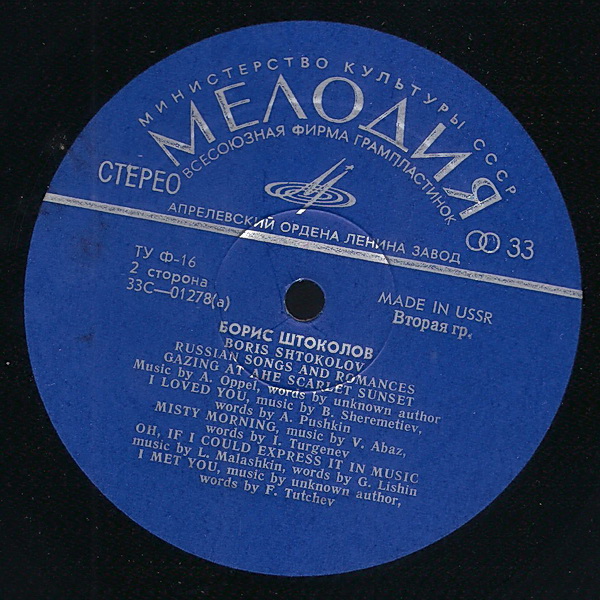 МИНИСТЕРСТВО КУЛЬТУРЫ СССР
МЕЛОДИЯ
ВСЕСОЮЗНАЯ ФИРМА ГРАМПЛАСТИНОК
СТЕРЕО
АПРЕЛЕВСКИЙ ОРДЕНА ЛЕНИНА ЗАВОД
33
ТУ Ф-16
2 сторона
33С—01278(а)
MADE IN USSR
Вторая гр.
БОРИС ШТОКОЛОВ
BORIS SHTOKOLOV
RUSSIAN SONGS AND ROMANCES
GAZING AT AHE SCARLET SUNSET
Music by A. Oppel, words by unknown author
I LOVED YOU, music by B. Sheremetiev,
words by A. Pushkin
MISTY MORNING, music by V. Abaz,
words by I. Turgenev
OH, IF I COULD EXPRESS IT IN MUSIC
music by L. Malashkin, words by G. Lishin
I MET YOU, music by unknown author,
words by F. Tutchev